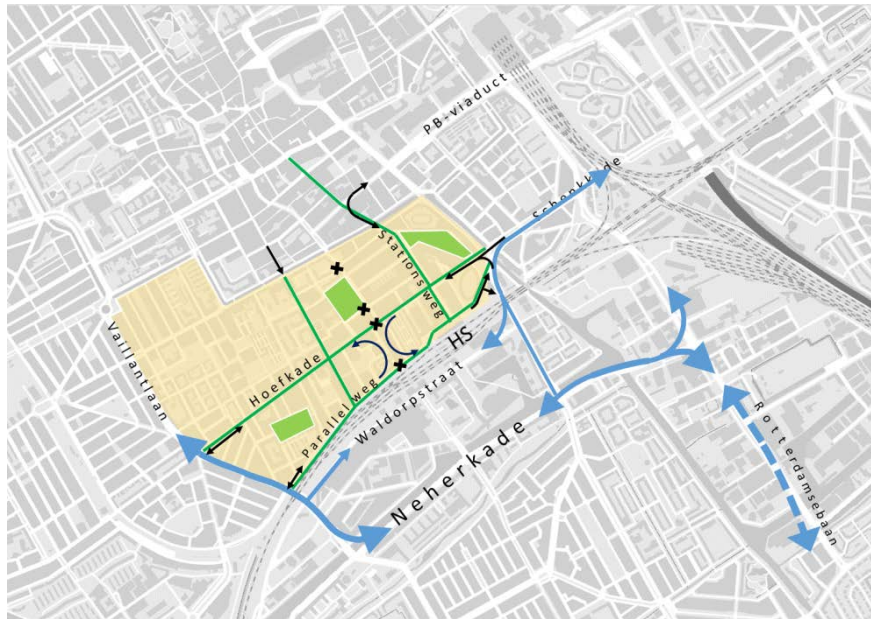 PB-viaduct
Schenkkade
Stationsweg
Vaillantlaan
Hoefkade
HS
Parallelweg
Waldorpstraat
Neherkade
Rotterdamsebaan